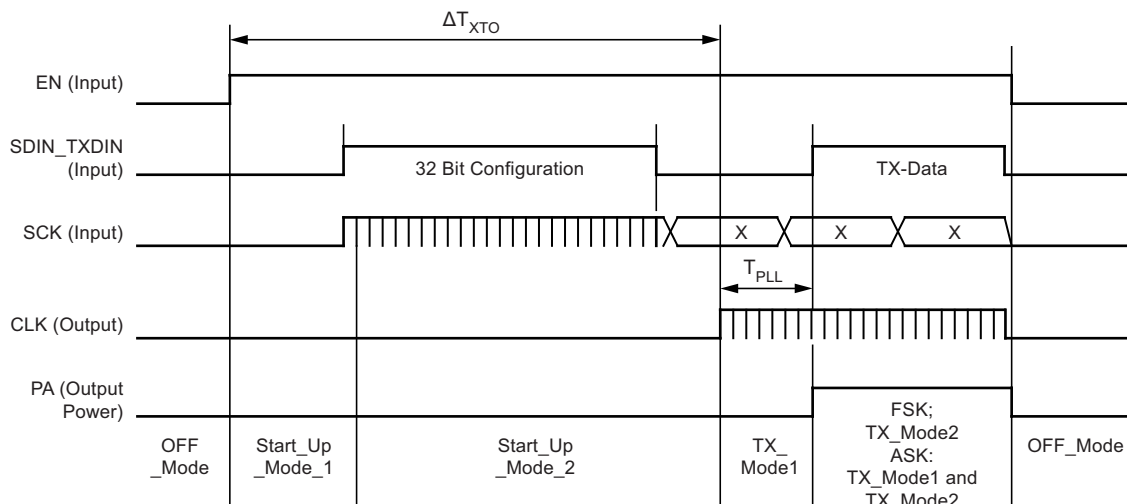 ΔT_XTO
EN (Input)
SDIN_TXDIN
(Input)
32 Bit Configuration
TX-Data
SCK (Input)
X
X
X
T_PLL
CLK (Output)
PA (Output
Power)
OFF
_Mode
Start_Up
_Mode_1
Start_Up
_Mode_2
TX_
Mode1
FSK;
TX_Mode2
ASK:
TX_Mode1 and
TX_Mode2
OFF_Mode